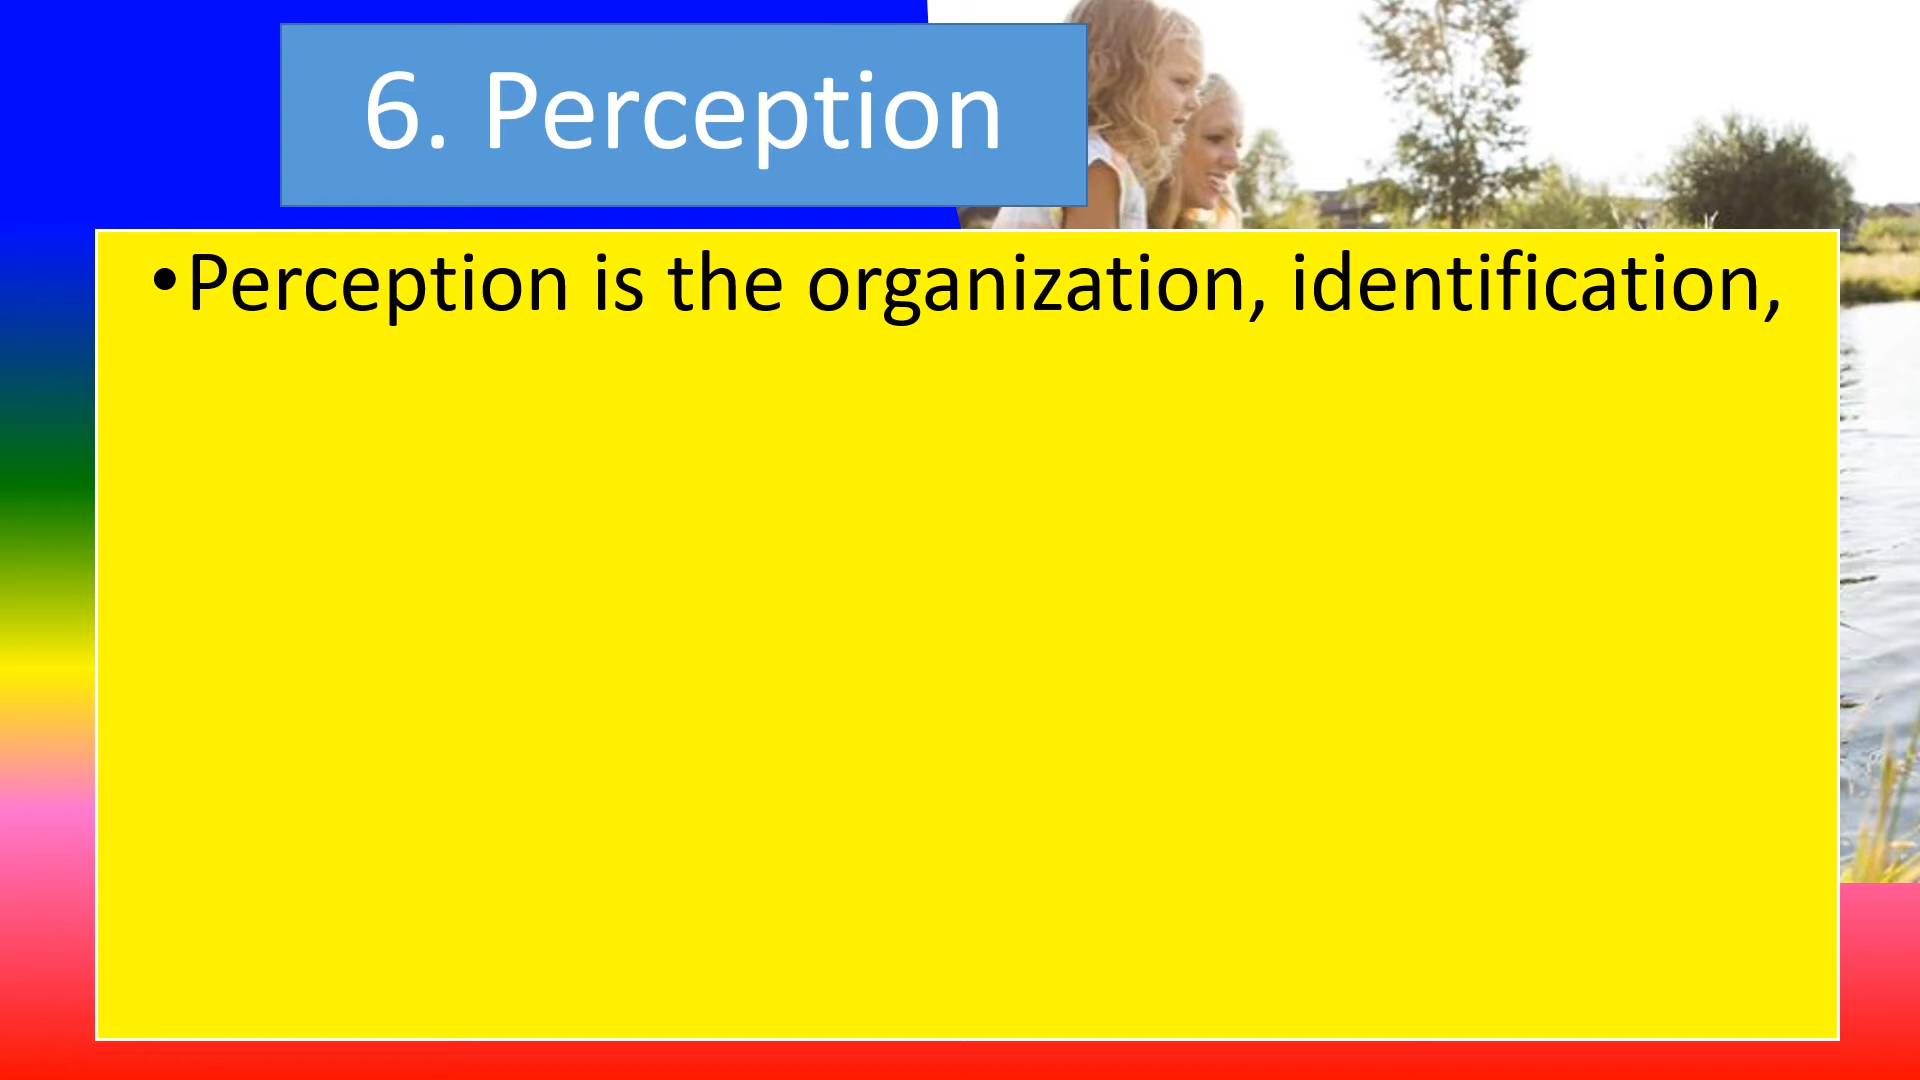 6. Perception
•Perception is the organization, identification,